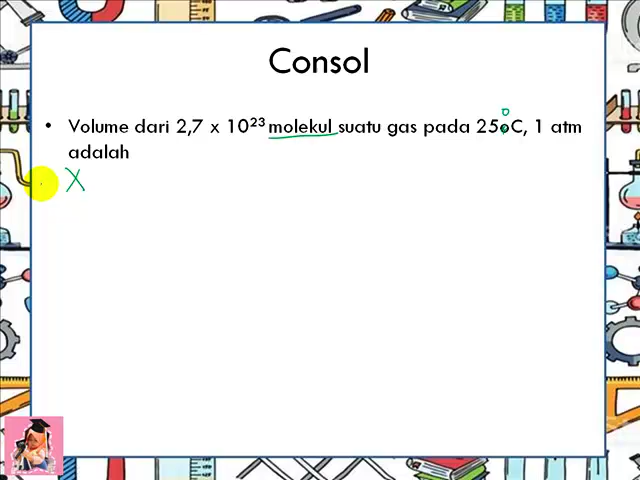 Consol
• Volume dari 2,7 x 10²³ molekul suatu gas pada 25°C, 1 atm
adalah
X